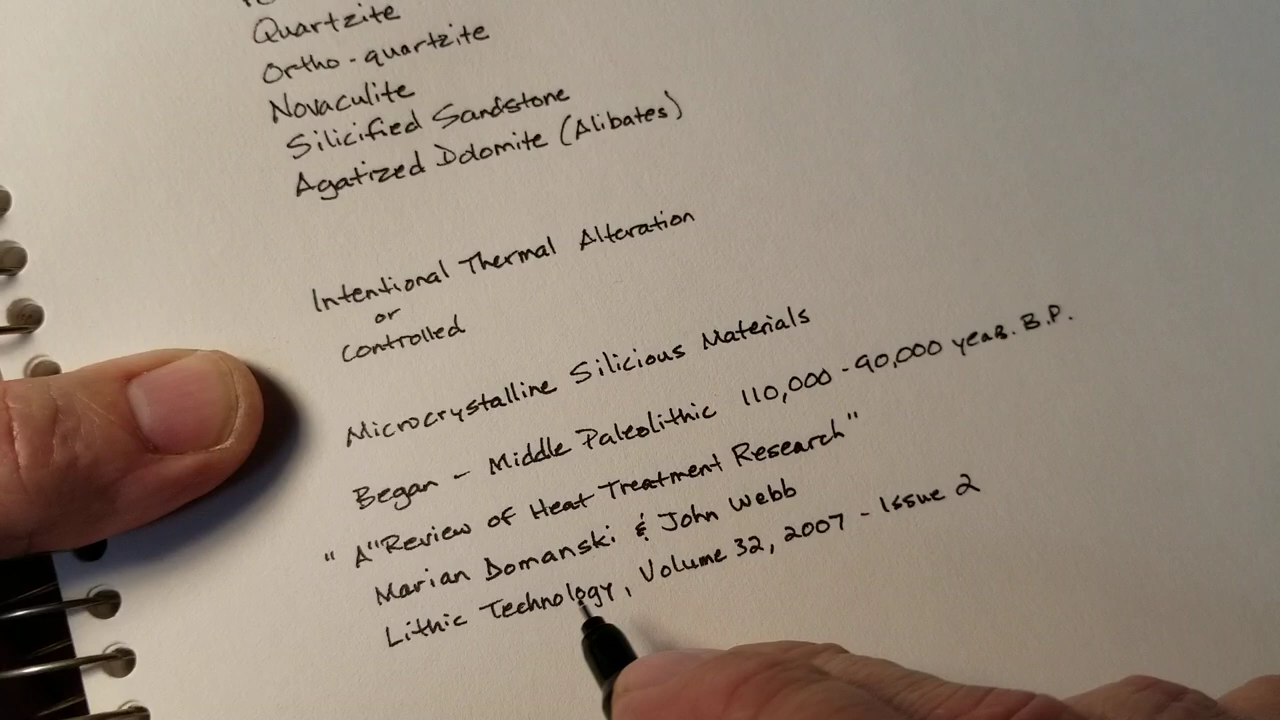 Quartzite
Ortho-quartzite
Novaculite
Silicified Sandstone
Agatized Dolomite (Alibates)
Intentional Thermal Alteration
or
Controlled
Microcrystalline Silicious Materials
Began - Middle Paleolithic 110,000 - 90,000 years. B.P.
" A "Review of Heat Treatment Research"
Marian Domanski & John Webb
Lithic Technology, Volume 32, 2007 - Issue 2